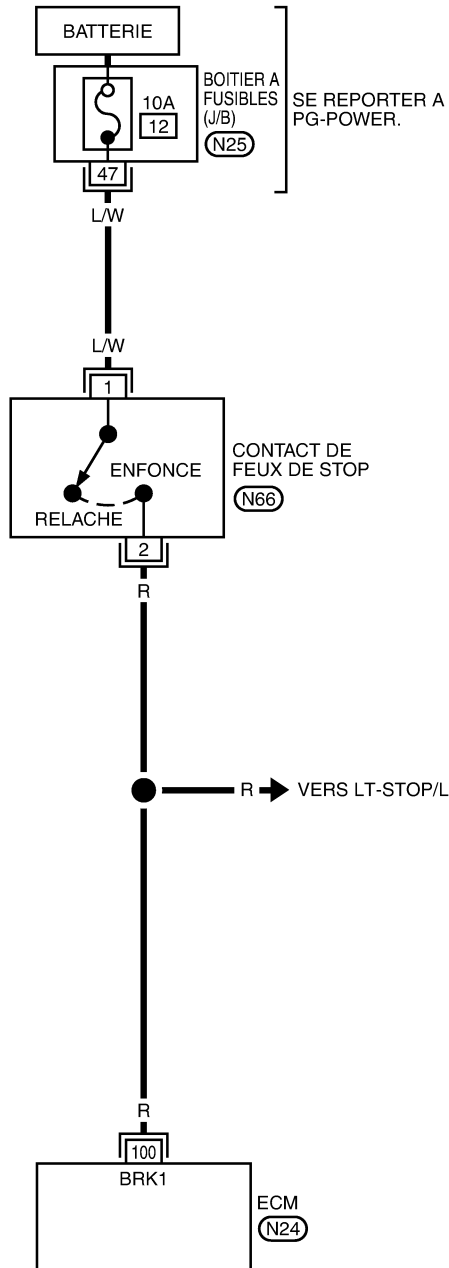 BATTERIE
10A
12
BOITIER A
FUSIBLES
(J/B)
N25
SE REPORTER A
PG-POWER.
47
L/W
L/W
1
CONTACT DE
FEUX DE STOP
N66
ENFONCE
RELACHE
2
R
R
VERS LT-STOP/L
R
100
BRK1
ECM
N24